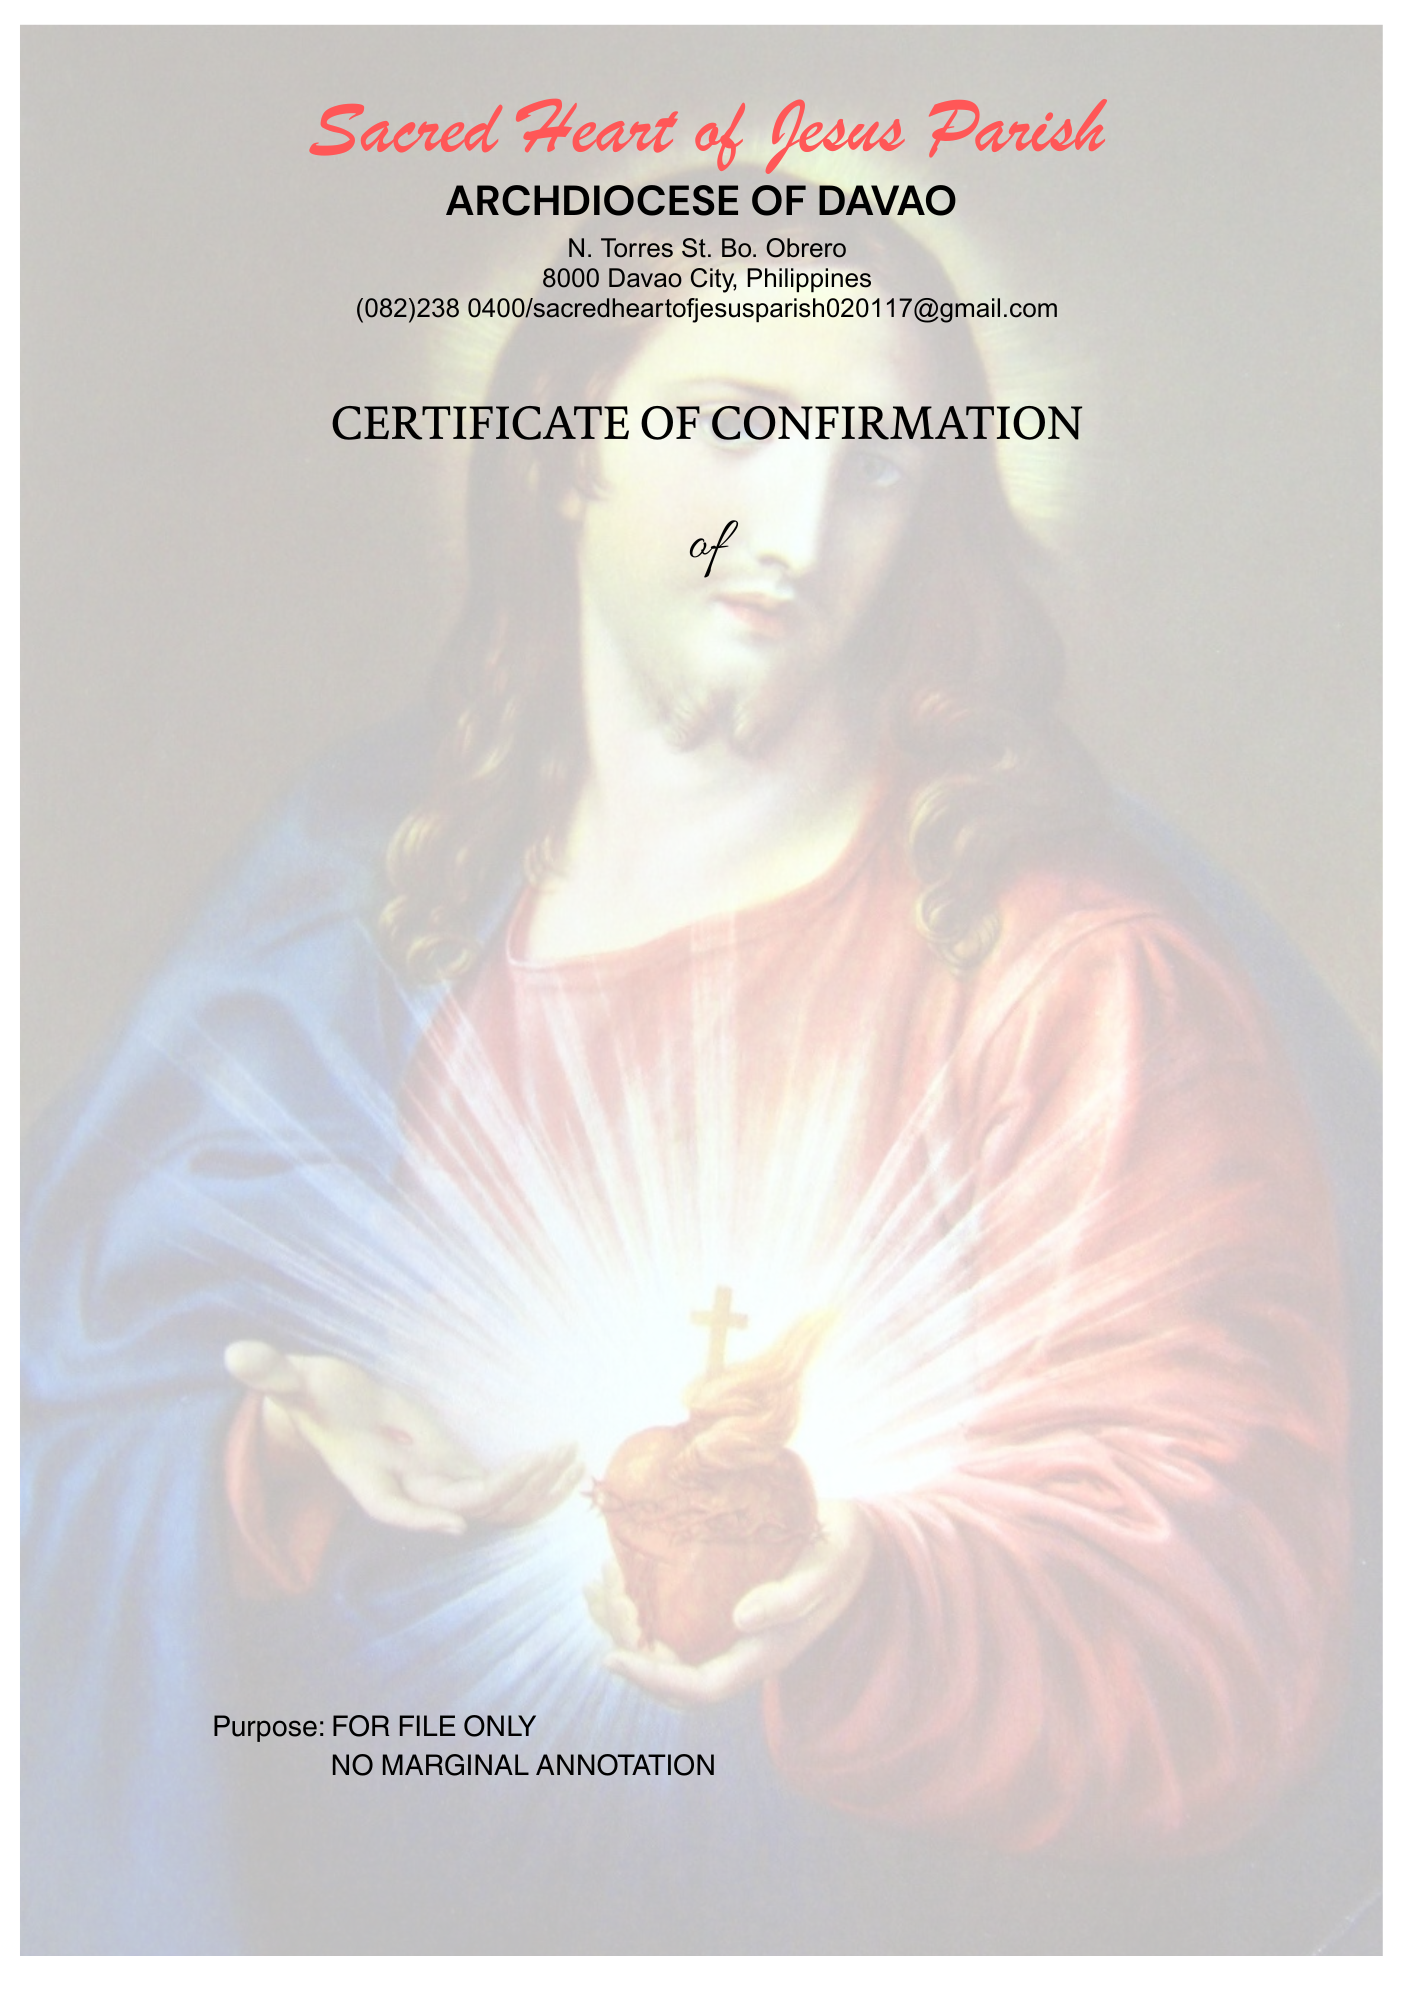 Sacred Heart of Jesus Parish
ARCHDIOCESE OF DAVAO
N. Torres St. Bo. Obrero
8000 Davao City, Philippines
(082)238 0400/sacredheartofjesusparish020117@gmail.com
CERTIFICATE OF CONFIRMATION
of
Purpose: FOR FILE ONLY
NO MARGINAL ANNOTATION